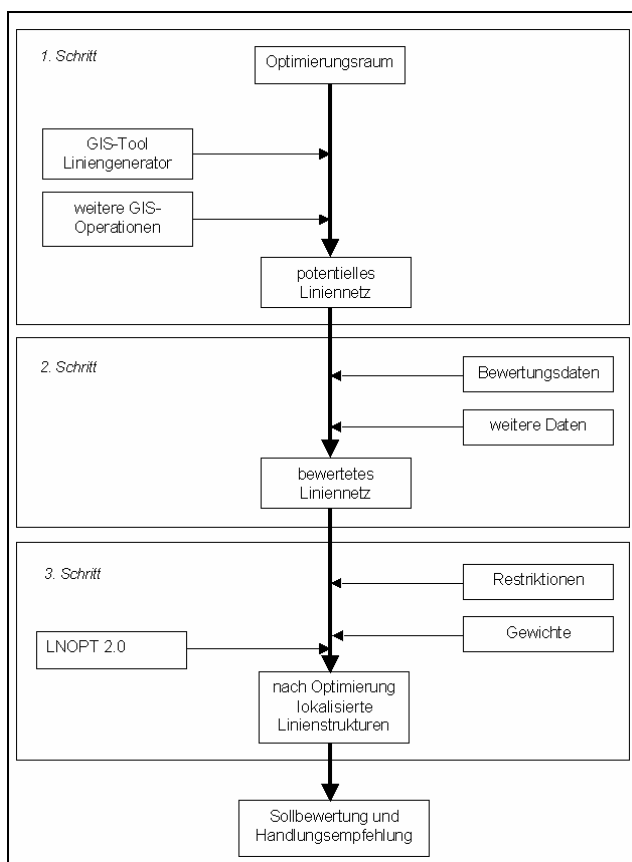 1. Schritt
Optimierungsraum
GIS-Tool
Liniengenerator
weitere GIS-
Operationen
potentielles
Liniennetz
2. Schritt
Bewertungsdaten
weitere Daten
bewertetes
Liniennetz
3. Schritt
Restriktionen
Gewichte
LNOPT 2.0
nach Optimierung
lokalisierte
Linienstrukturen
Sollbewertung und
Handlungsempfehlung